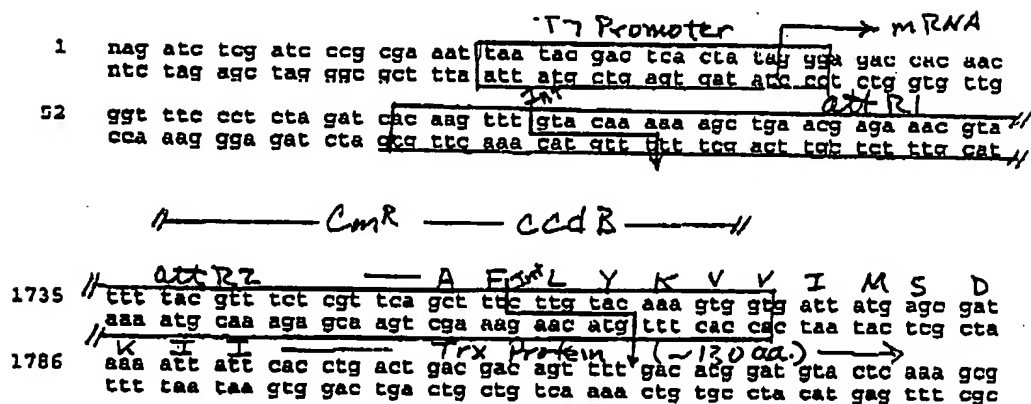 T7 Promoter mRNA
1 nag atc tcg atc ccg cga aat taa tac gac tca cta tag gga gac cac aac
ntc tag agc tag ggc gct tta att atg ctg agt gat atc cct ctg gtg ttg
Int attR1
52 ggt ttc cct cta gat cac aag ttt gta caa aaa agc tga acg aga aac gta
cca aag gga gat cta gtg ttc aaa cat gtt ttt tcg act tgc tct ttg cat
CmR ccdB
attR2 A F Int L Y K V V I M S D
1735 ttt tac gtt tct cgt tca gct ttc ttg tac aaa gtg gtg att atg agc gat
aaa atg caa aga gca agt cga aag aac atg ttt cac cac taa tac tcg cta
K I I Trx Protein (~130 aa.)
1786 aaa att att cac ctg act gac gac agt ttt gac acg gat gta ctc aaa gcg
ttt taa taa gtg gac tga ctg ctg tca aaa ctg tgc cta cat gag ttt cgc